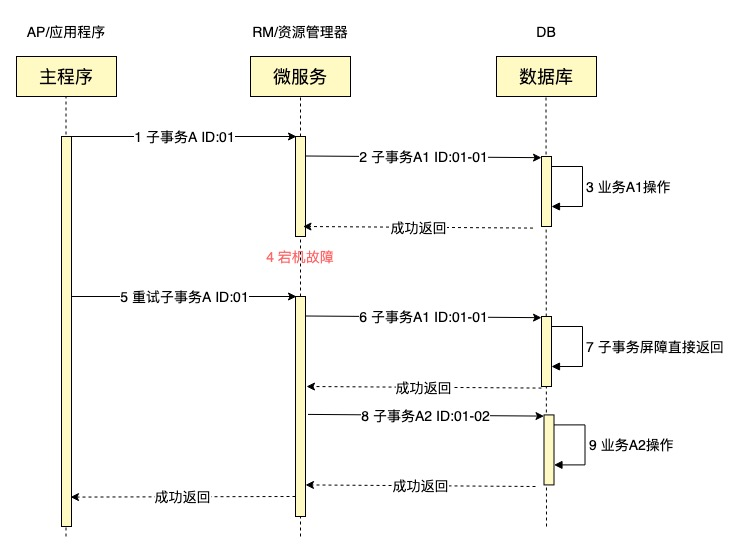 AP/应用程序
RM/资源管理器
DB
主程序
微服务
数据库
1 子事务A ID:01
2 子事务A1 ID:01-01
3 业务A1操作
成功返回
4 宕机故障
5 重试子事务A ID:01
6 子事务A1 ID:01-01
7 子事务屏障直接返回
成功返回
8 子事务A2 ID:01-02
9 业务A2操作
成功返回
成功返回